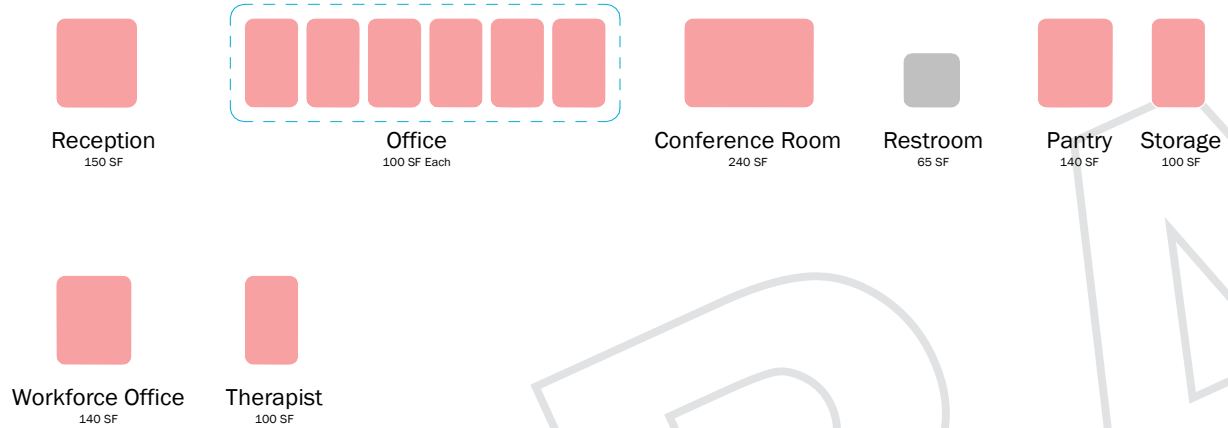 Reception
150 SF
Office
100 SF Each
Conference Room
240 SF
Restroom
65 SF
Pantry
140 SF
Storage
100 SF
Workforce Office
140 SF
Therapist
100 SF